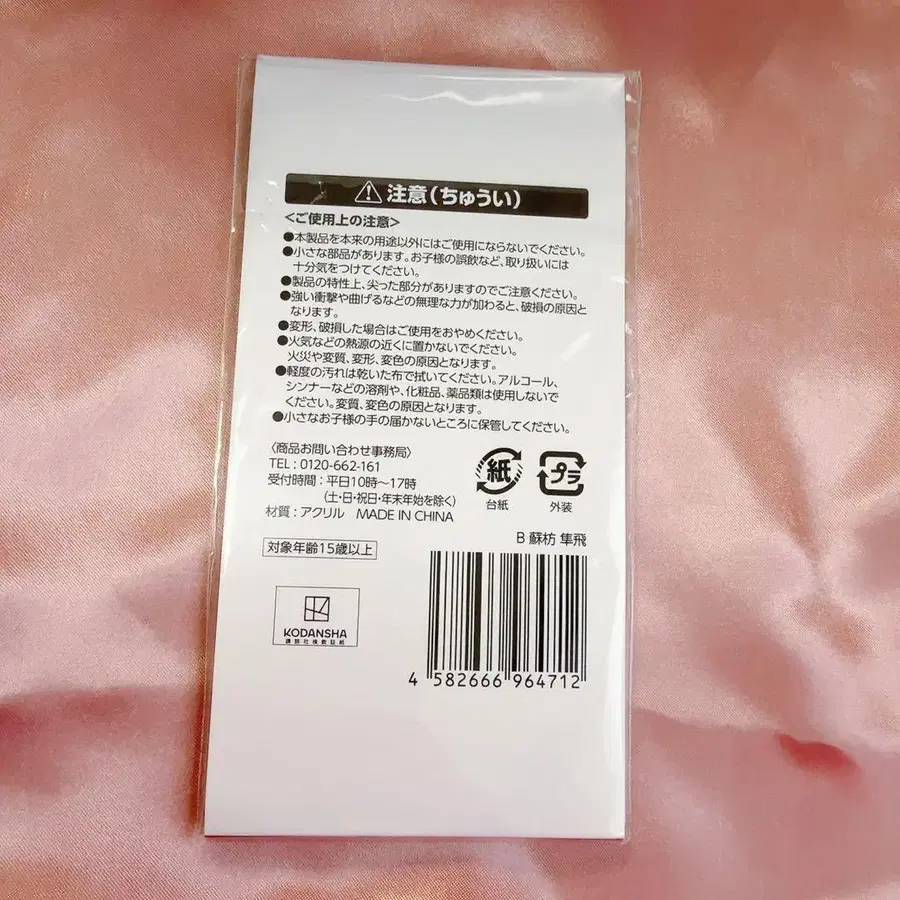 注意(ちゅうい)
<ご使用上の注意>
●本製品を本来の用途以外にはご使用にならないでください。
●小さな部品があります。お子様の誤飲など、取り扱いには
十分気をつけてください。
●製品の特性上、尖った部分がありますのでご注意ください。
●強い衝撃や曲げるなどの無理な力が加わると、破損の原因と
なります。
●変形、破損した場合はご使用をおやめください。
●火気などの熱源の近くに置かないでください。
火災や変質、変形、変色の原因となります。
●軽度の汚れは乾いた布で拭いてください。アルコール、
シンナーなどの溶剤や、化粧品、薬品類は使用しないで
ください。変質、変色の原因となります。
●小さなお子様の手の届かないところに保管してください。
〈商品お問い合わせ事務局〉
TEL:0120-662-161
受付時間:平日10時~17時
(土・日・祝日・年末年始を除く)
材質:アクリル MADE IN CHINA
紙
台紙
プラ
外装
対象年齢15歳以上
B 蘇枋 隼飛
KODANSHA
講談社検数証紙
4 582666 964712